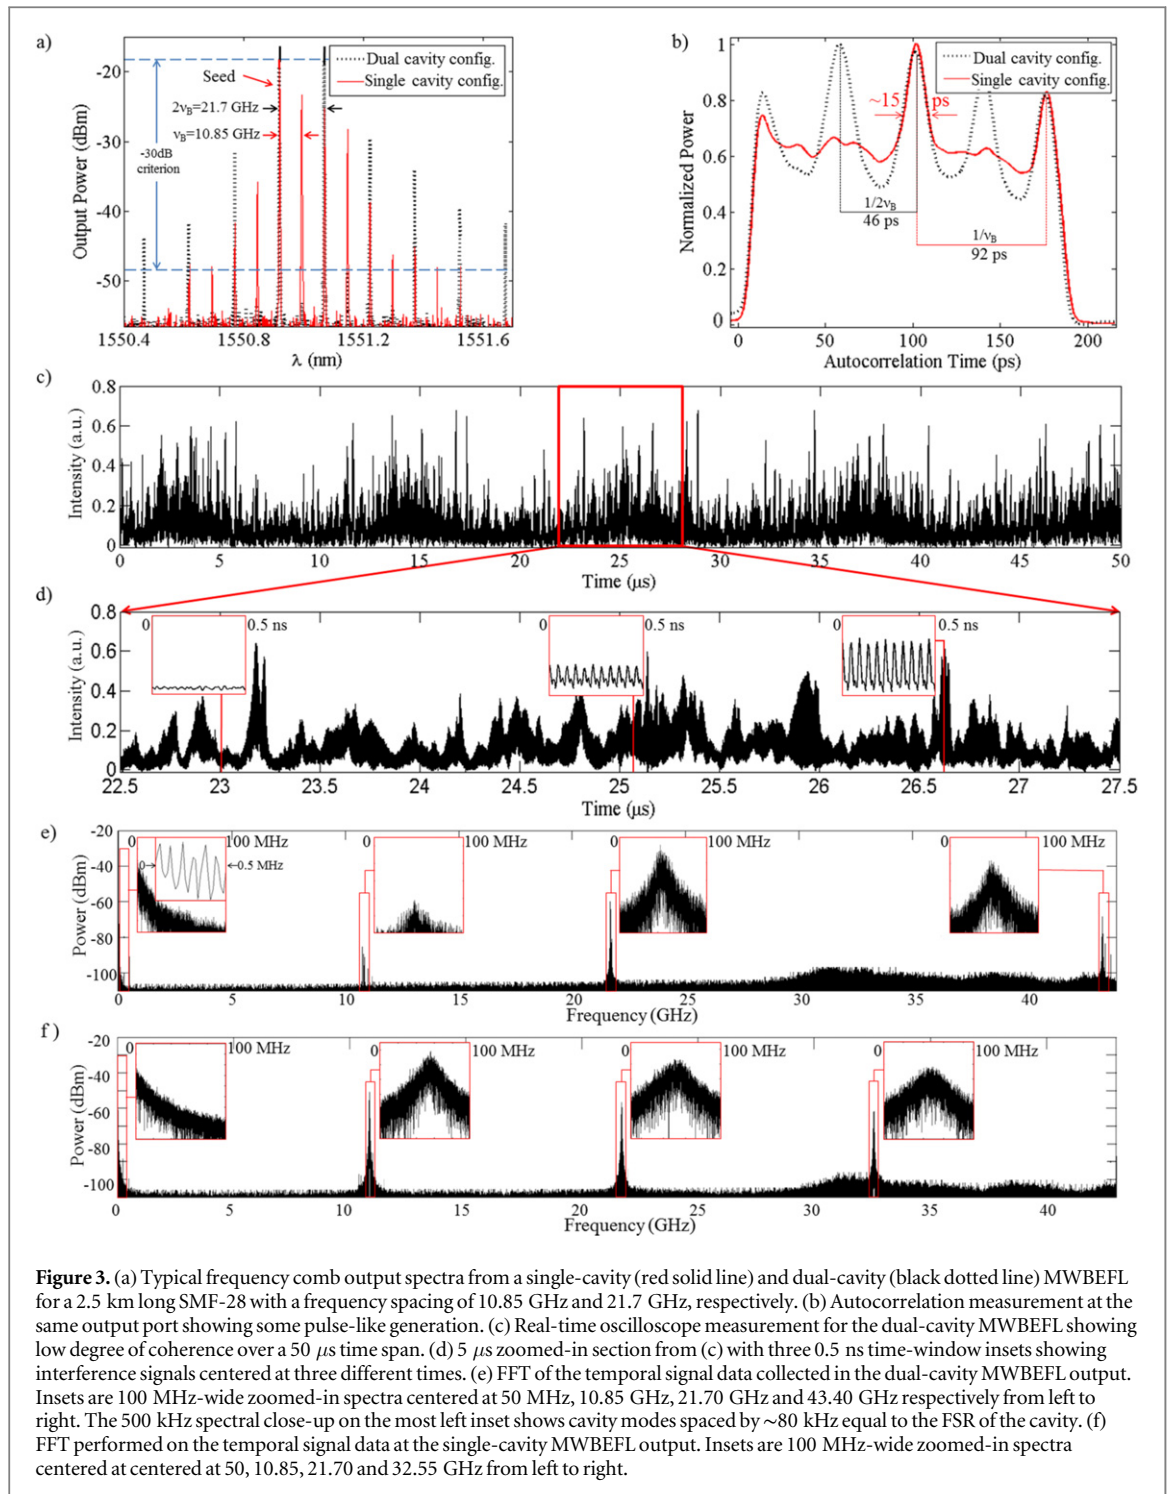 a)
Output Power (dBm)
-20
-30
-40
-50
Dual cavity config.
Single cavity config.
Seed
2νB=21.7 GHz
νB=10.85 GHz
-30dB
criterion
1550.4
1550.8
1551.2
1551.6
λ (nm)
b)
Normalized Power
1
0.8
0.6
0.4
0.2
0
Dual cavity config.
Single cavity config.
~15 ps
1/2νB
46 ps
1/νB
92 ps
0
50
100
150
200
Autocorrelation Time (ps)
c)
Intensity (a.u.)
0.8
0.6
0.4
0.2
0
0
5
10
15
20
25
30
35
40
45
50
Time (μs)
d)
Intensity (a.u.)
0.8
0.6
0.4
0.2
0
0
0.5 ns
0
0.5 ns
0
0.5 ns
22.5
23
23.5
24
24.5
25
25.5
26
26.5
27
27.5
Time (μs)
e)
Power (dBm)
-20
-40
-60
-80
-100
0
100 MHz
0
0.5 MHz
0
100 MHz
0
100 MHz
0
100 MHz
0
5
10
15
20
25
30
35
40
Frequency (GHz)
f)
Power (dBm)
-20
-40
-60
-80
-100
0
100 MHz
0
100 MHz
0
100 MHz
0
100 MHz
0
5
10
15
20
25
30
35
40
Frequency (GHz)
Figure 3. (a) Typical frequency comb output spectra from a single-cavity (red solid line) and dual-cavity (black dotted line) MWBEFL
for a 2.5 km long SMF-28 with a frequency spacing of 10.85 GHz and 21.7 GHz, respectively. (b) Autocorrelation measurement at the
same output port showing some pulse-like generation. (c) Real-time oscilloscope measurement for the dual-cavity MWBEFL showing
low degree of coherence over a 50 μs time span. (d) 5 μs zoomed-in section from (c) with three 0.5 ns time-window insets showing
interference signals centered at three different times. (e) FFT of the temporal signal data collected in the dual-cavity MWBEFL output.
Insets are 100 MHz-wide zoomed-in spectra centered at 50 MHz, 10.85 GHz, 21.70 GHz and 43.40 GHz respectively from left to
right. The 500 kHz spectral close-up on the most left inset shows cavity modes spaced by ~80 kHz equal to the FSR of the cavity. (f)
FFT performed on the temporal signal data at the single-cavity MWBEFL output. Insets are 100 MHz-wide zoomed-in spectra
centered at centered at 50, 10.85, 21.70 and 32.55 GHz from left to right.